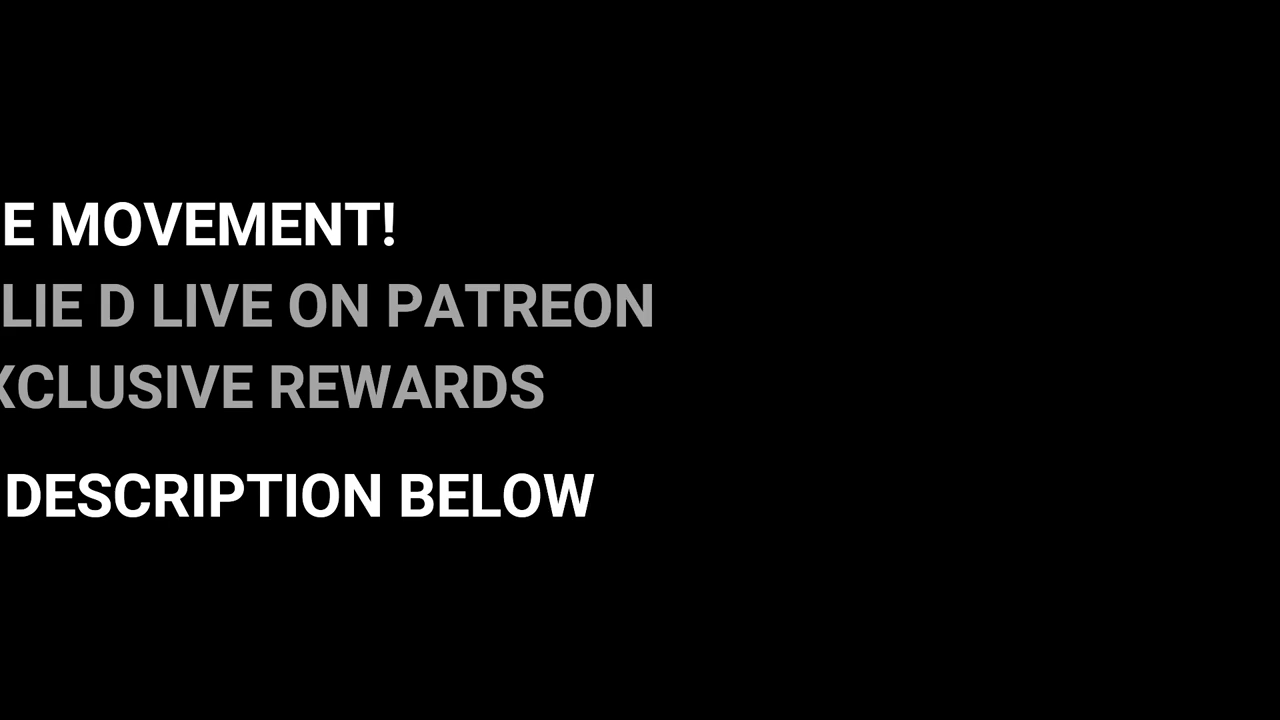 E MOVEMENT!
LIE D LIVE ON PATREON
XCLUSIVE REWARDS
DESCRIPTION BELOW